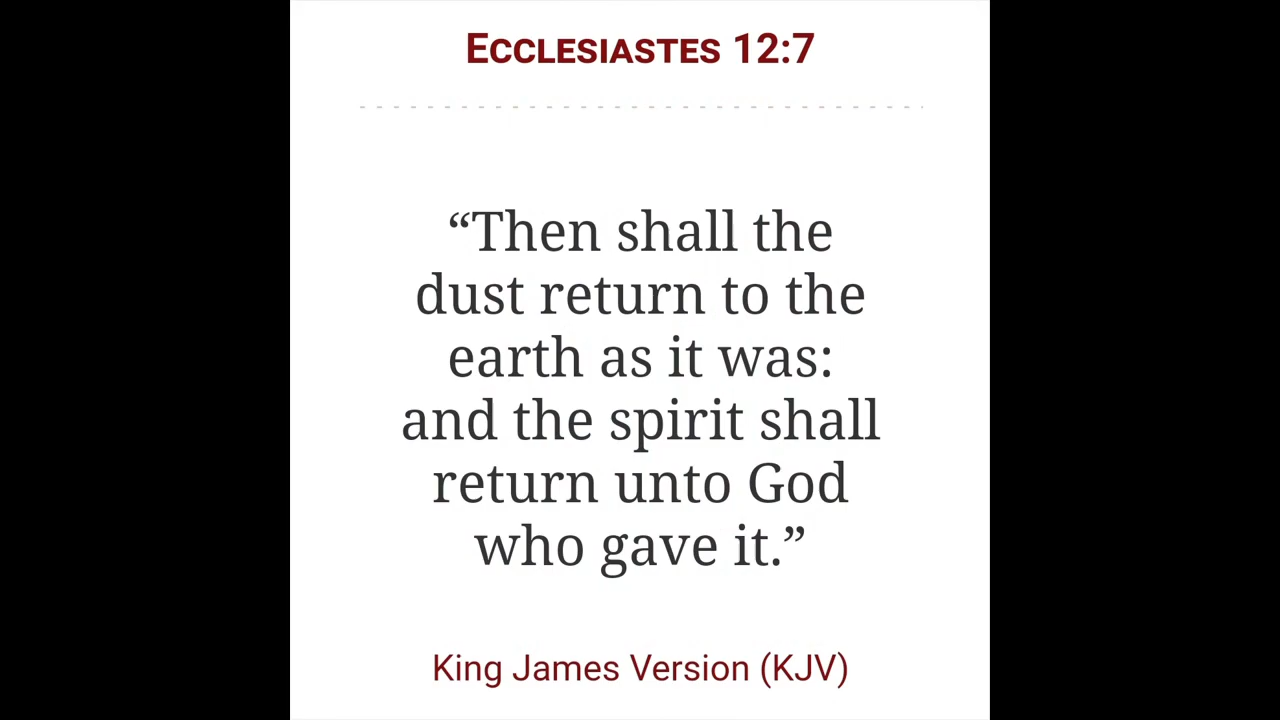 Ecclesiastes 12:7
“Then shall the
dust return to the
earth as it was:
and the spirit shall
return unto God
who gave it.”
King James Version (KJV)